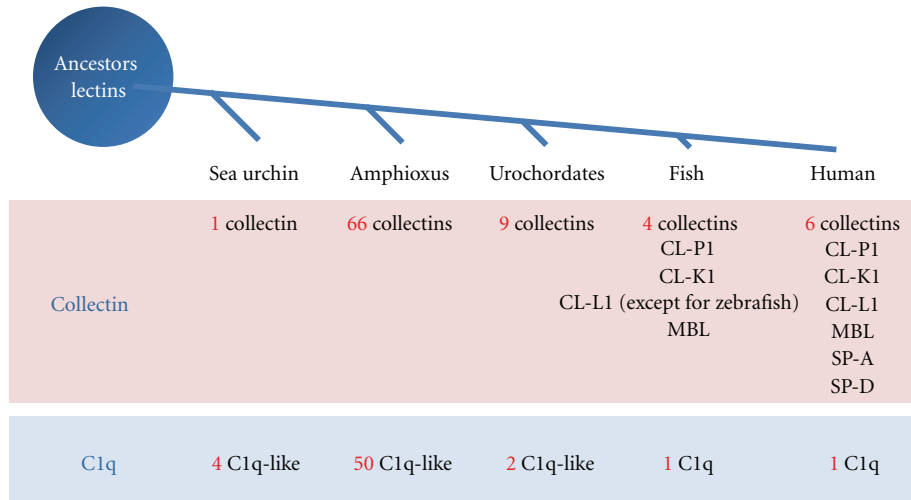 Ancestors
lectins
Sea urchin Amphioxus Urochordates Fish Human
1 collectin 66 collectins 9 collectins 4 collectins 6 collectins
CL-P1 CL-P1
CL-K1 CL-K1
Collectin CL-L1 (except for zebrafish) CL-L1
MBL MBL
SP-A
SP-D
C1q 4 C1q-like 50 C1q-like 2 C1q-like 1 C1q 1 C1q